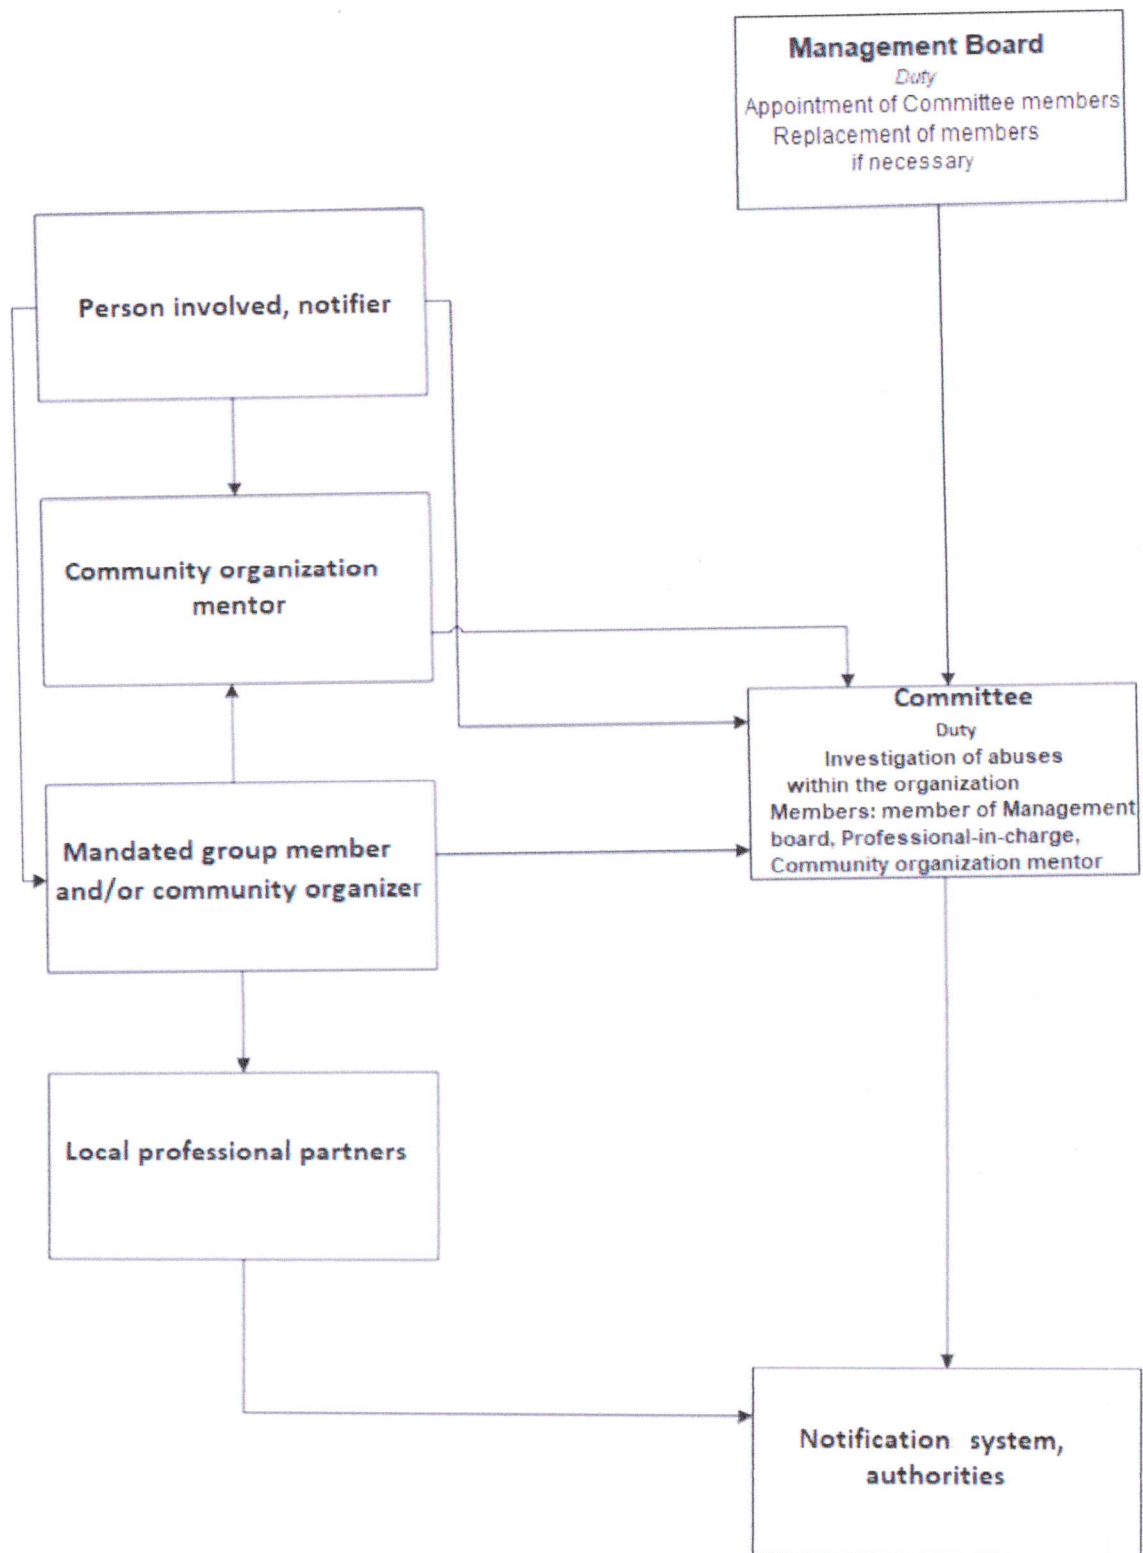 Management Board
Duty
Appointment of Committee members
Replacement of members
if necessary
Person involved, notifier
Community organization
mentor
Committee
Duty
Investigation of abuses
within the organization
Members: member of Management
board, Professional-in-charge,
Community organization mentor
Mandated group member
and/or community organizer
Local professional partners
Notification system,
authorities